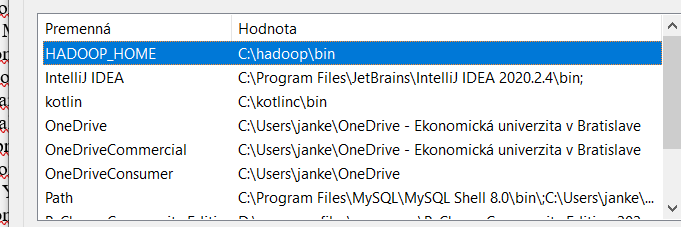 Premenná Hodnota
HADOOP_HOME C:\hadoop\bin
IntelliJ IDEA C:\Program Files\JetBrains\IntelliJ IDEA 2020.2.4\bin;
kotlin C:\kotlinc\bin
OneDrive C:\Users\janke\OneDrive - Ekonomická univerzita v Bratislave
OneDriveCommercial C:\Users\janke\OneDrive - Ekonomická univerzita v Bratislave
OneDriveConsumer C:\Users\janke\OneDrive
Path C:\Program Files\MySQL\MySQL Shell 8.0\bin\;C:\Users\janke\...